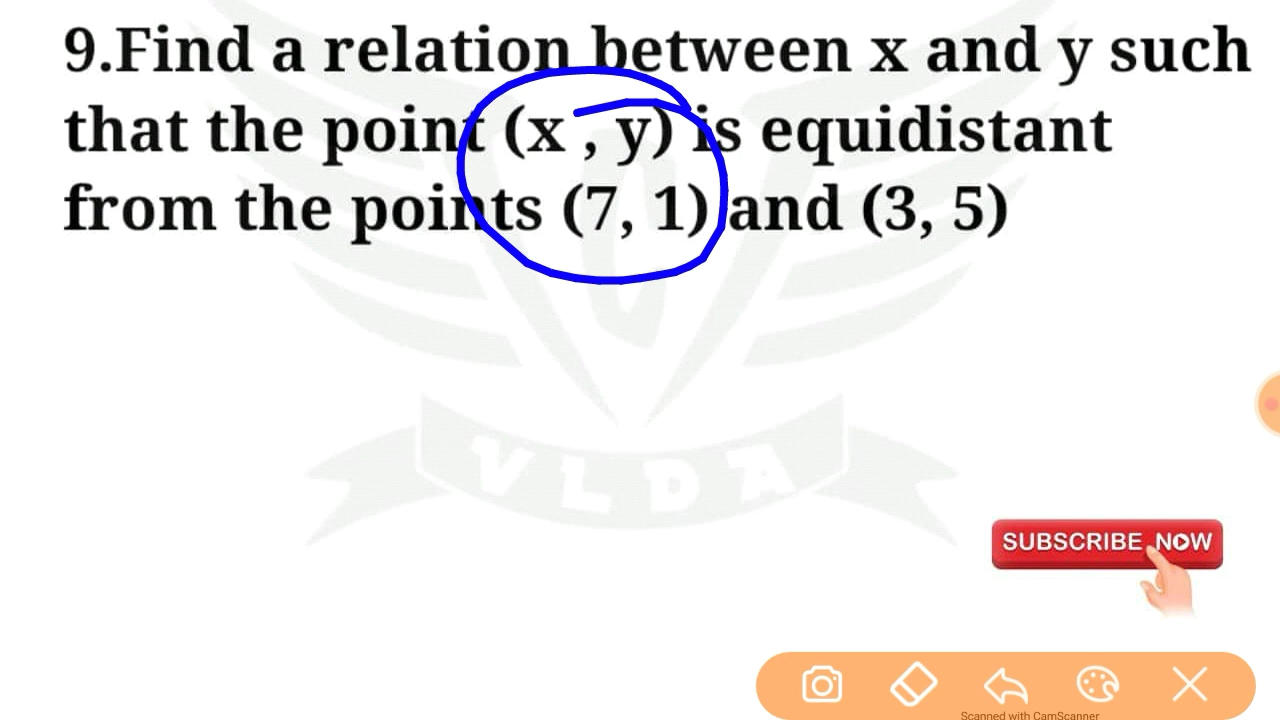 9.Find a relation between x and y such
that the point (x , y) is equidistant
from the points (7, 1) and (3, 5)
VLDA
SUBSCRIBE NOW
Scanned with CamScanner